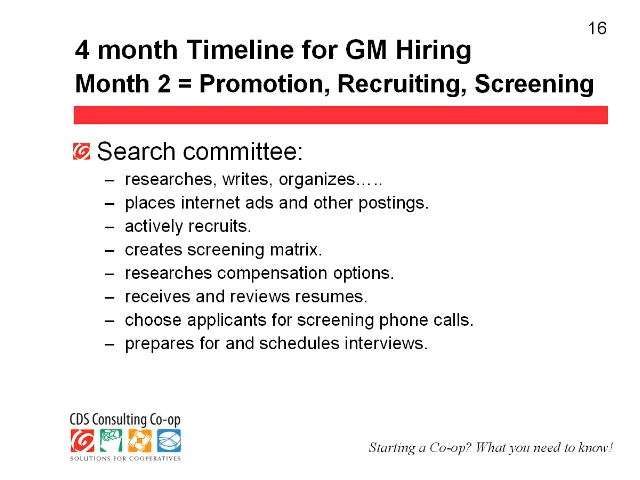 16
4 month Timeline for GM Hiring
Month 2 = Promotion, Recruiting, Screening
Search committee:
– researches, writes, organizes…..
– places internet ads and other postings.
– actively recruits.
– creates screening matrix.
– researches compensation options.
– receives and reviews resumes.
– choose applicants for screening phone calls.
– prepares for and schedules interviews.
CDS Consulting Co-op
SOLUTIONS FOR COOPERATIVES
Starting a Co-op? What you need to know!